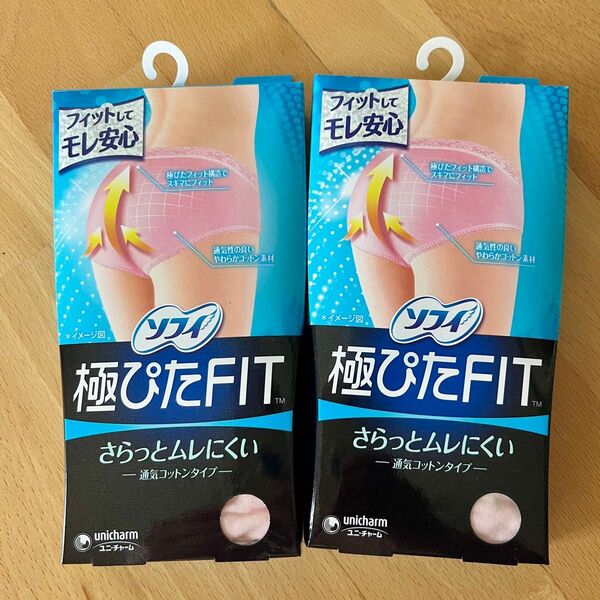 フィットして
モレ安心
極ぴたフィット構造で
スキマにフィット
通気性の良い
やわらかコットン素材
*イメージ図
ソフィ
極ぴたFIT™
さらっとムレにくい
通気コットンタイプ
unicharm
ユニ・チャーム
フィットして
モレ安心
極ぴたフィット構造で
スキマにフィット
通気性の良い
やわらかコットン素材
*イメージ図
ソフィ
極ぴたFIT™
さらっとムレにくい
通気コットンタイプ
unicharm
ユニ・チャーム